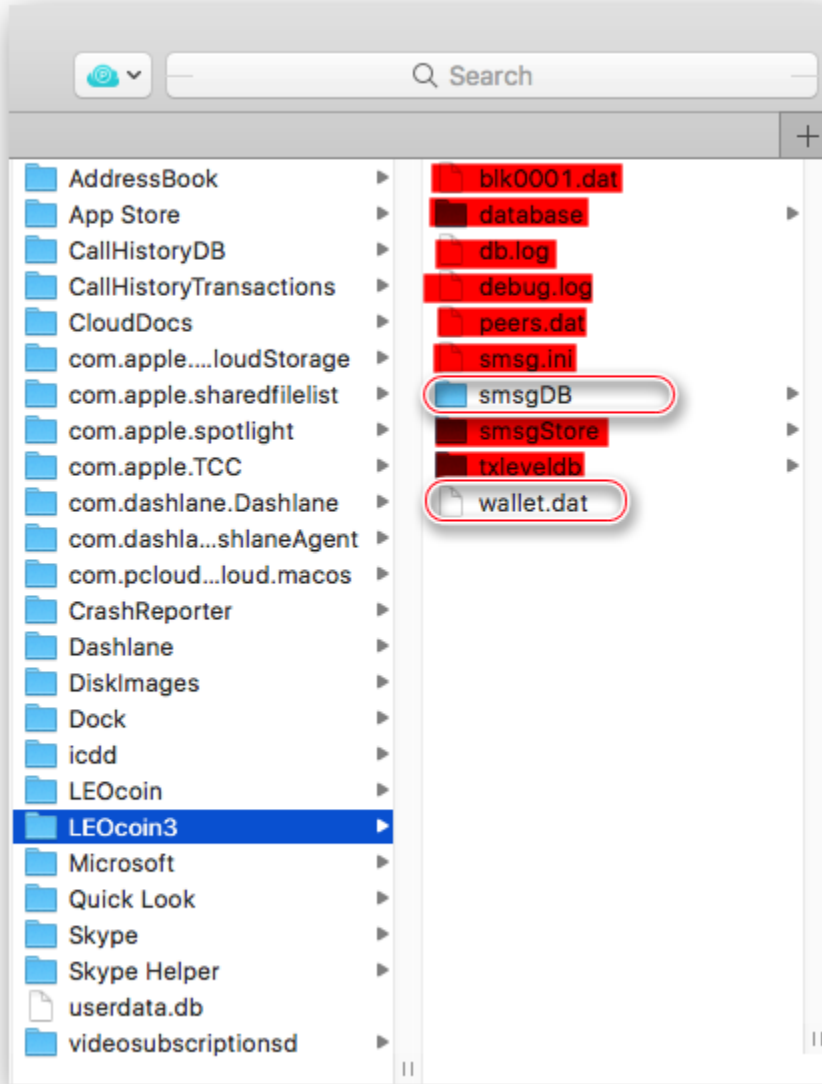 Search
AddressBook
App Store
CallHistoryDB
CallHistoryTransactions
CloudDocs
com.apple....loudStorage
com.apple.sharedfilelist
com.apple.spotlight
com.apple.TCC
com.dashlane.Dashlane
com.dashla...shlaneAgent
com.pcloud...loud.macos
CrashReporter
Dashlane
DiskImages
Dock
icdd
LEOcoin
LEOcoin3
Microsoft
Quick Look
Skype
Skype Helper
userdata.db
videosubscriptionsd
blk0001.dat
database
db.log
debug.log
peers.dat
smsg.ini
smsgDB
smsgStore
txleveldb
wallet.dat